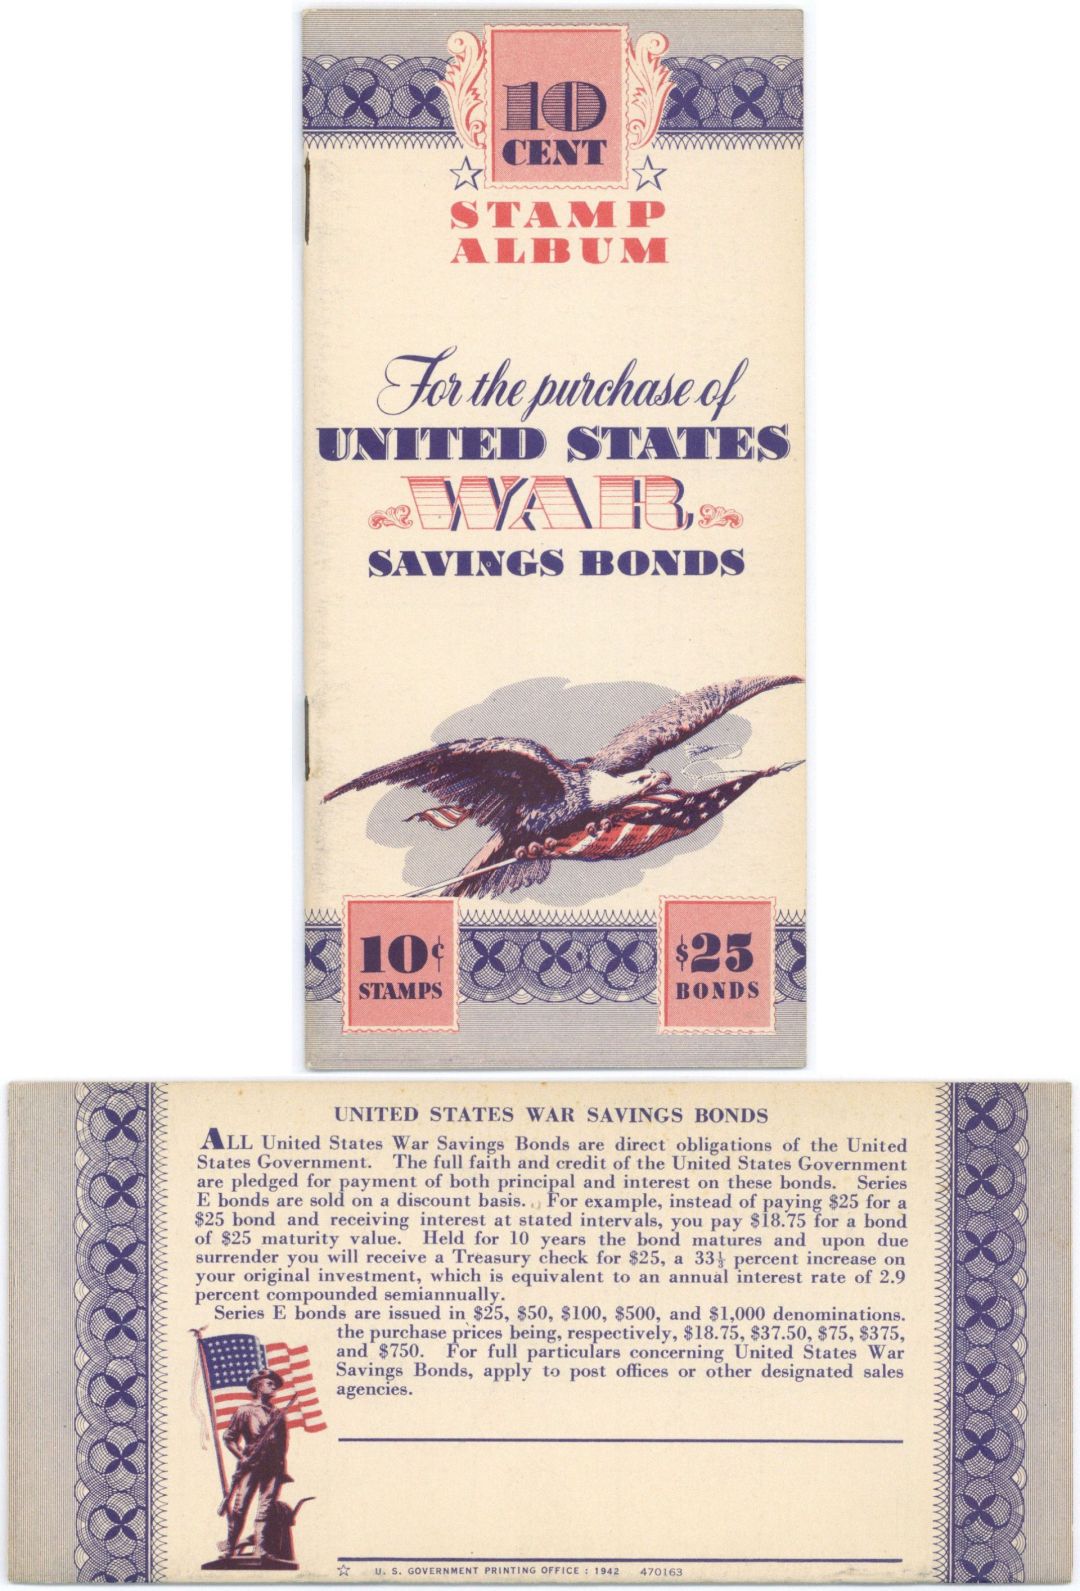 10
CENT
STAMP
ALBUM
For the purchase of
UNITED STATES
WAR
SAVINGS BONDS
10¢
STAMPS
$25
BONDS
UNITED STATES WAR SAVINGS BONDS
ALL United States War Savings Bonds are direct obligations of the United
States Government. The full faith and credit of the United States Government
are pledged for payment of both principal and interest on these bonds. Series
E bonds are sold on a discount basis. For example, instead of paying $25 for a
$25 bond and receiving interest at stated intervals, you pay $18.75 for a bond
of $25 maturity value. Held for 10 years the bond matures and upon due
surrender you will receive a Treasury check for $25, a 33⅓ percent increase on
your original investment, which is equivalent to an annual interest rate of 2.9
percent compounded semiannually.
Series E bonds are issued in $25, $50, $100, $500, and $1,000 denominations.
the purchase prices being, respectively, $18.75, $37.50, $75, $375,
and $750. For full particulars concerning United States War
Savings Bonds, apply to post offices or other designated sales
agencies.
☆ U. S. GOVERNMENT PRINTING OFFICE : 1942 470163